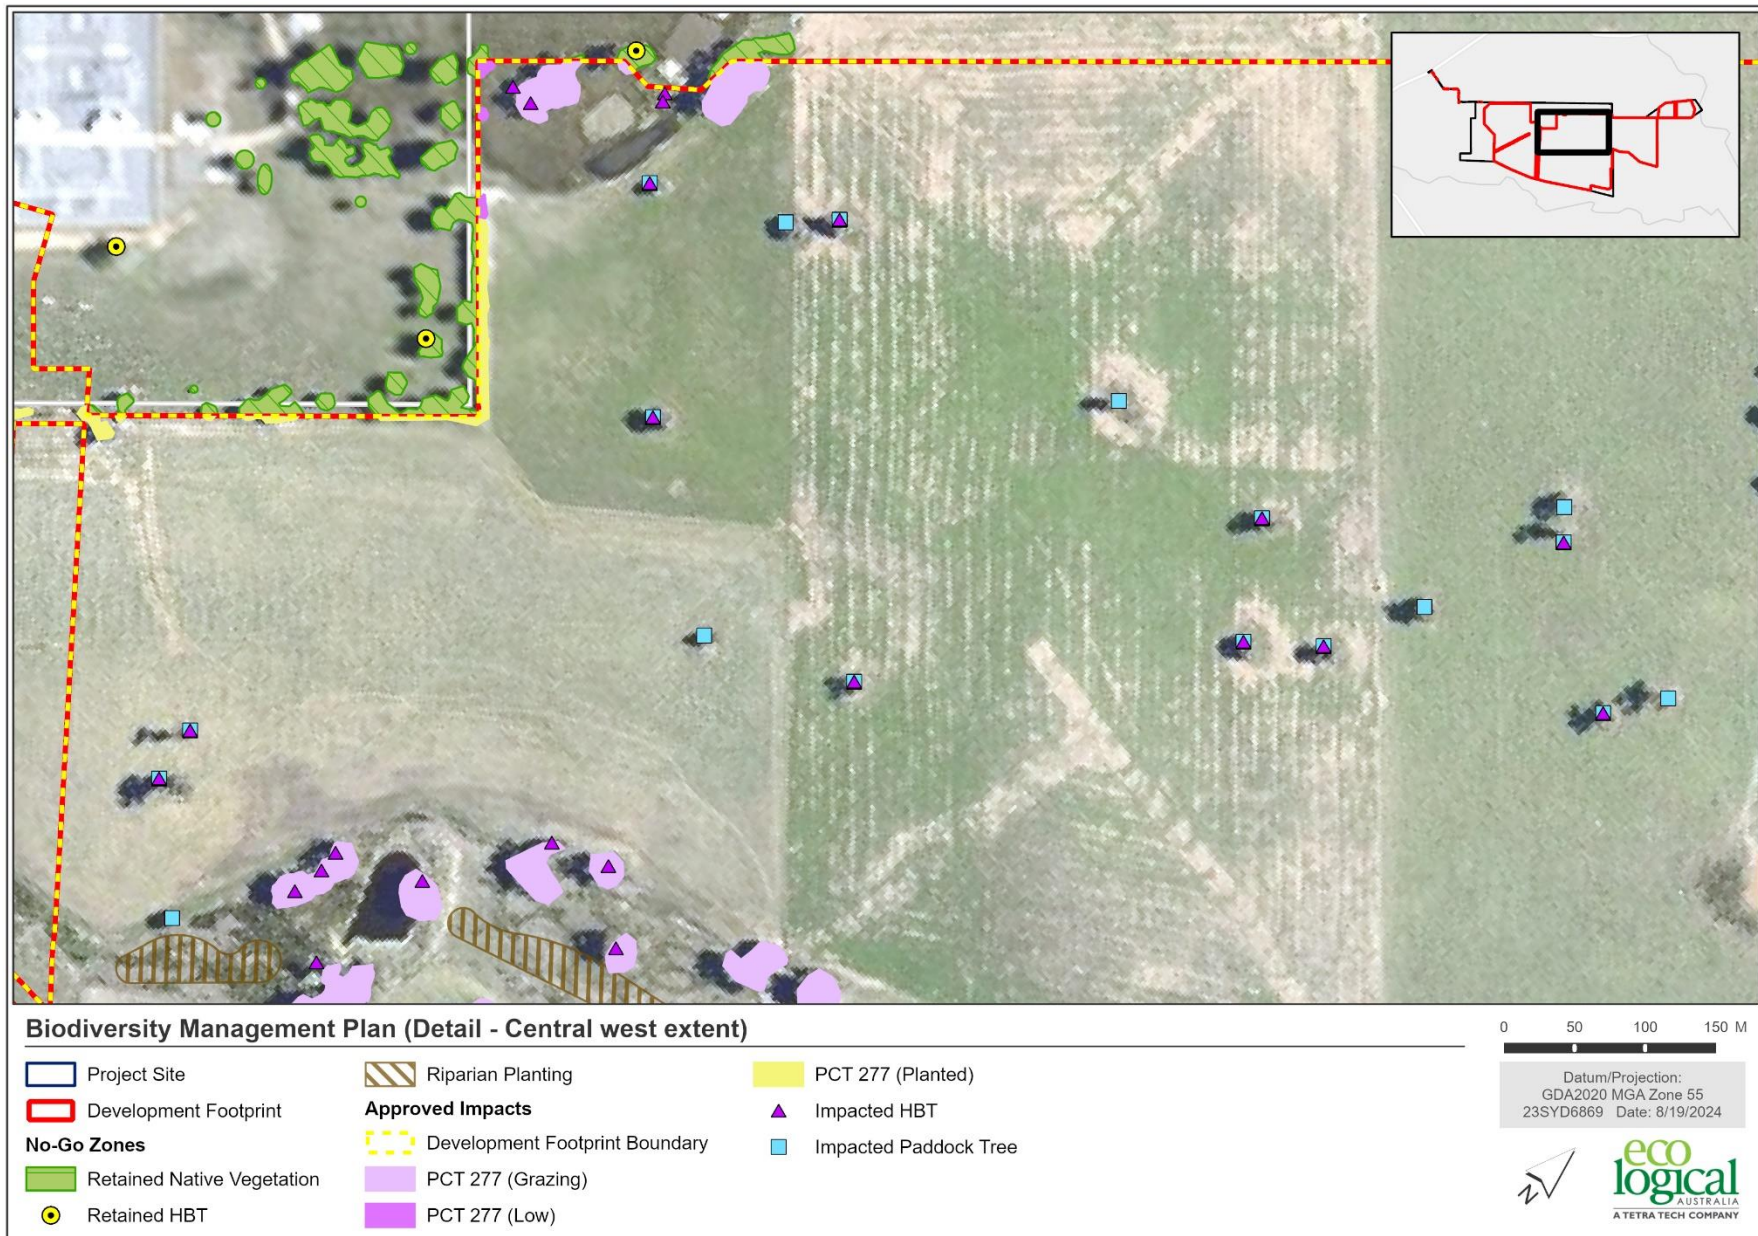 Biodiversity Management Plan (Detail - Central west extent)
Project Site
Development Footprint
No-Go Zones
Retained Native Vegetation
Retained HBT
Riparian Planting
Approved Impacts
Development Footprint Boundary
PCT 277 (Grazing)
PCT 277 (Low)
PCT 277 (Planted)
Impacted HBT
Impacted Paddock Tree
0 50 100 150 M
Datum/Projection:
GDA2020 MGA Zone 55
23SYD6869 Date: 8/19/2024
N
eco
logical
AUSTRALIA
A TETRA TECH COMPANY